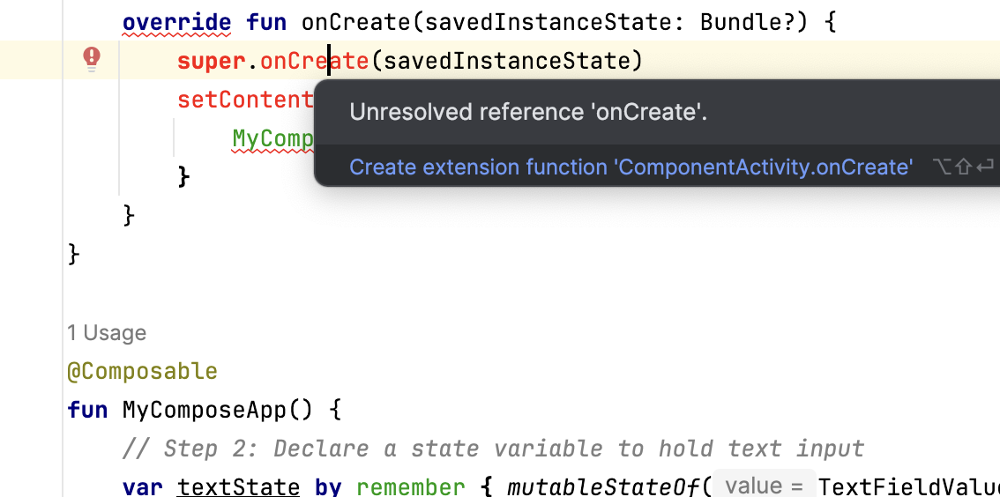 override fun onCreate(savedInstanceState: Bundle?) {
super.onCreate(savedInstanceState)
setContent
Unresolved reference 'onCreate'.
MyComp
Create extension function 'ComponentActivity.onCreate' ⌥⇧⏎
}
}
}
1 Usage
@Composable
fun MyComposeApp() {
// Step 2: Declare a state variable to hold text input
var textState by remember { mutableStateOf( value = TextFieldValue